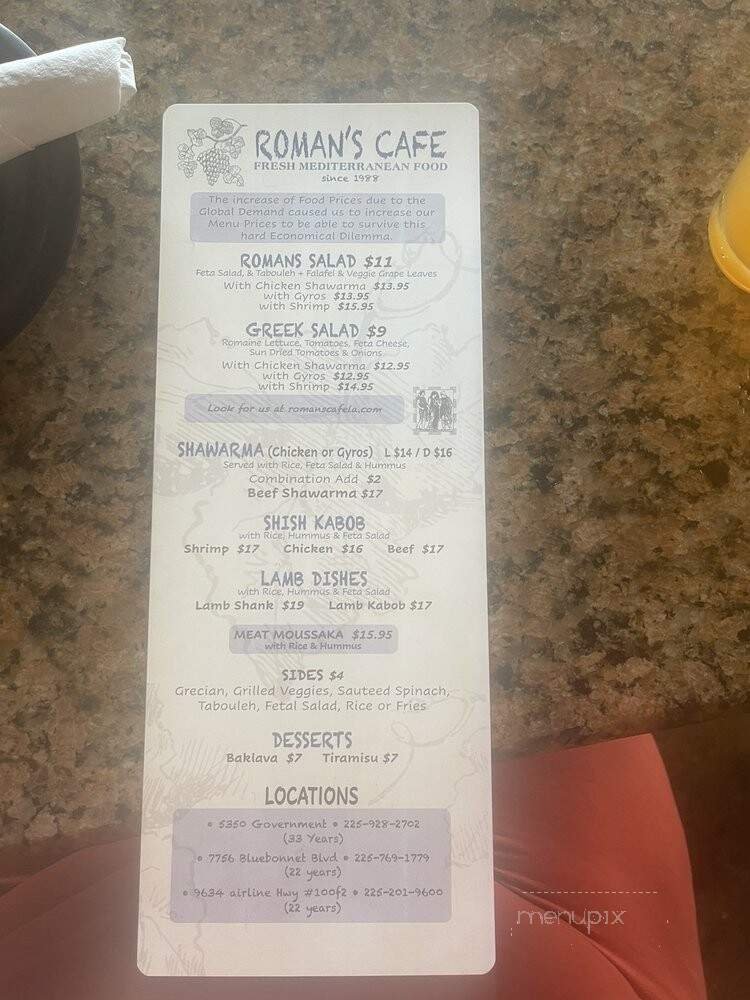 ROMAN'S CAFE
FRESH MEDITERRANEAN FOOD
since 1988
The increase of Food Prices due to the
Global Demand caused us to increase our
Menu Prices to be able to survive this
hard Economical Dilemma.
ROMANS SALAD $11
Feta Salad, & Tabouleh + Falafel & Veggie Grape Leaves
With Chicken Shawarma $13.95
with Gyros $13.95
with Shrimp $15.95
GREEK SALAD $9
Romaine Lettuce, Tomatoes, Feta Cheese,
Sun Dried Tomatoes & Onions
With Chicken Shawarma $12.95
with Gyros $12.95
with Shrimp $14.95
Look for us at romanscafela.com
SHAWARMA (Chicken or Gyros) L $14 / D $16
Served with Rice, Feta Salad & Hummus
Combination Add $2
Beef Shawarma $17
SHISH KABOB
with Rice, Hummus & Feta Salad
Shrimp $17 Chicken $16 Beef $17
LAMB DISHES
with Rice, Hummus & Feta Salad
Lamb Shank $19 Lamb Kabob $17
MEAT MOUSSAKA $15.95
with Rice & Hummus
SIDES $4
Grecian, Grilled Veggies, Sauteed Spinach,
Tabouleh, Fetal Salad, Rice or Fries
DESSERTS
Baklava $7 Tiramisu $7
LOCATIONS
• 5350 Government • 225-928-2702
(33 Years)
• 7756 Bluebonnet Blvd • 225-769-1779
(22 years)
• 9634 airline Hwy #100f2 • 225-201-9600
(22 years)
menupix